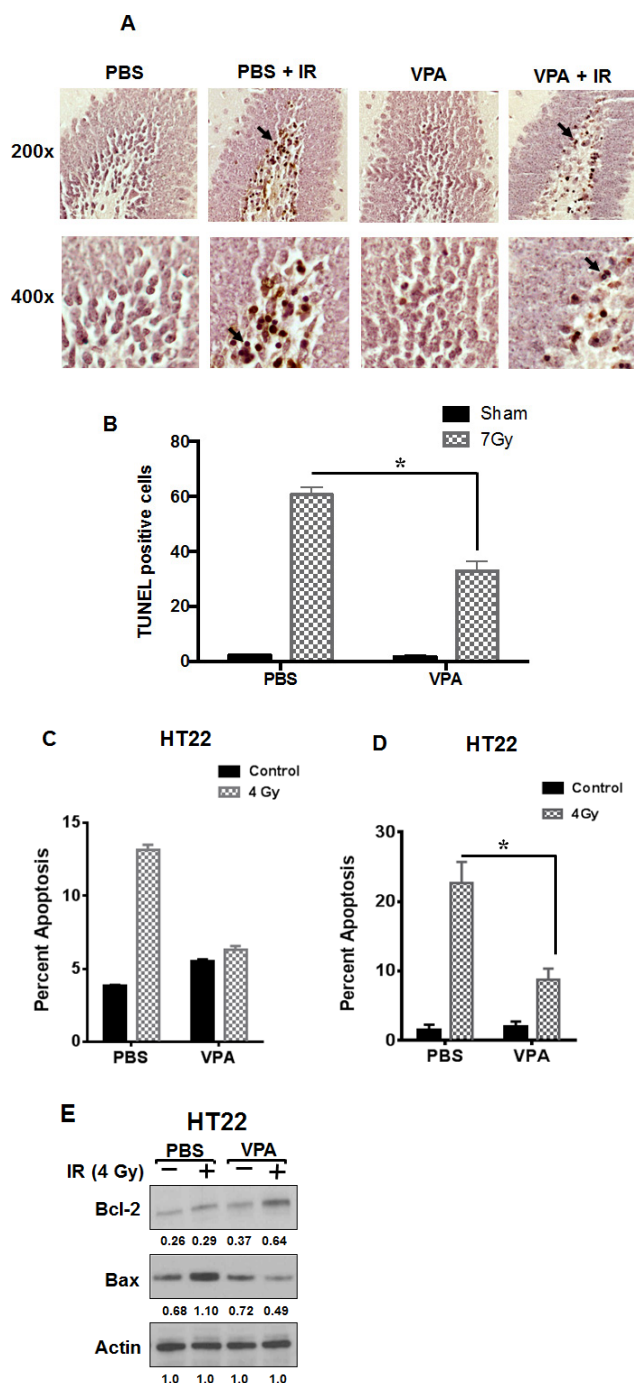 A
PBS PBS + IR VPA VPA + IR
200x
400x
B
Sham
7Gy
TUNEL positive cells
80
60
40
20
0
*
PBS VPA
C HT22
Control
4 Gy
Percent Apoptosis
15
10
5
0
PBS VPA
D HT22
Control
4Gy
Percent Apoptosis
30
20
10
0
*
PBS VPA
E HT22
PBS VPA
IR (4 Gy) − + − +
Bcl-2
0.26 0.29 0.37 0.64
Bax
0.68 1.10 0.72 0.49
Actin
1.0 1.0 1.0 1.0